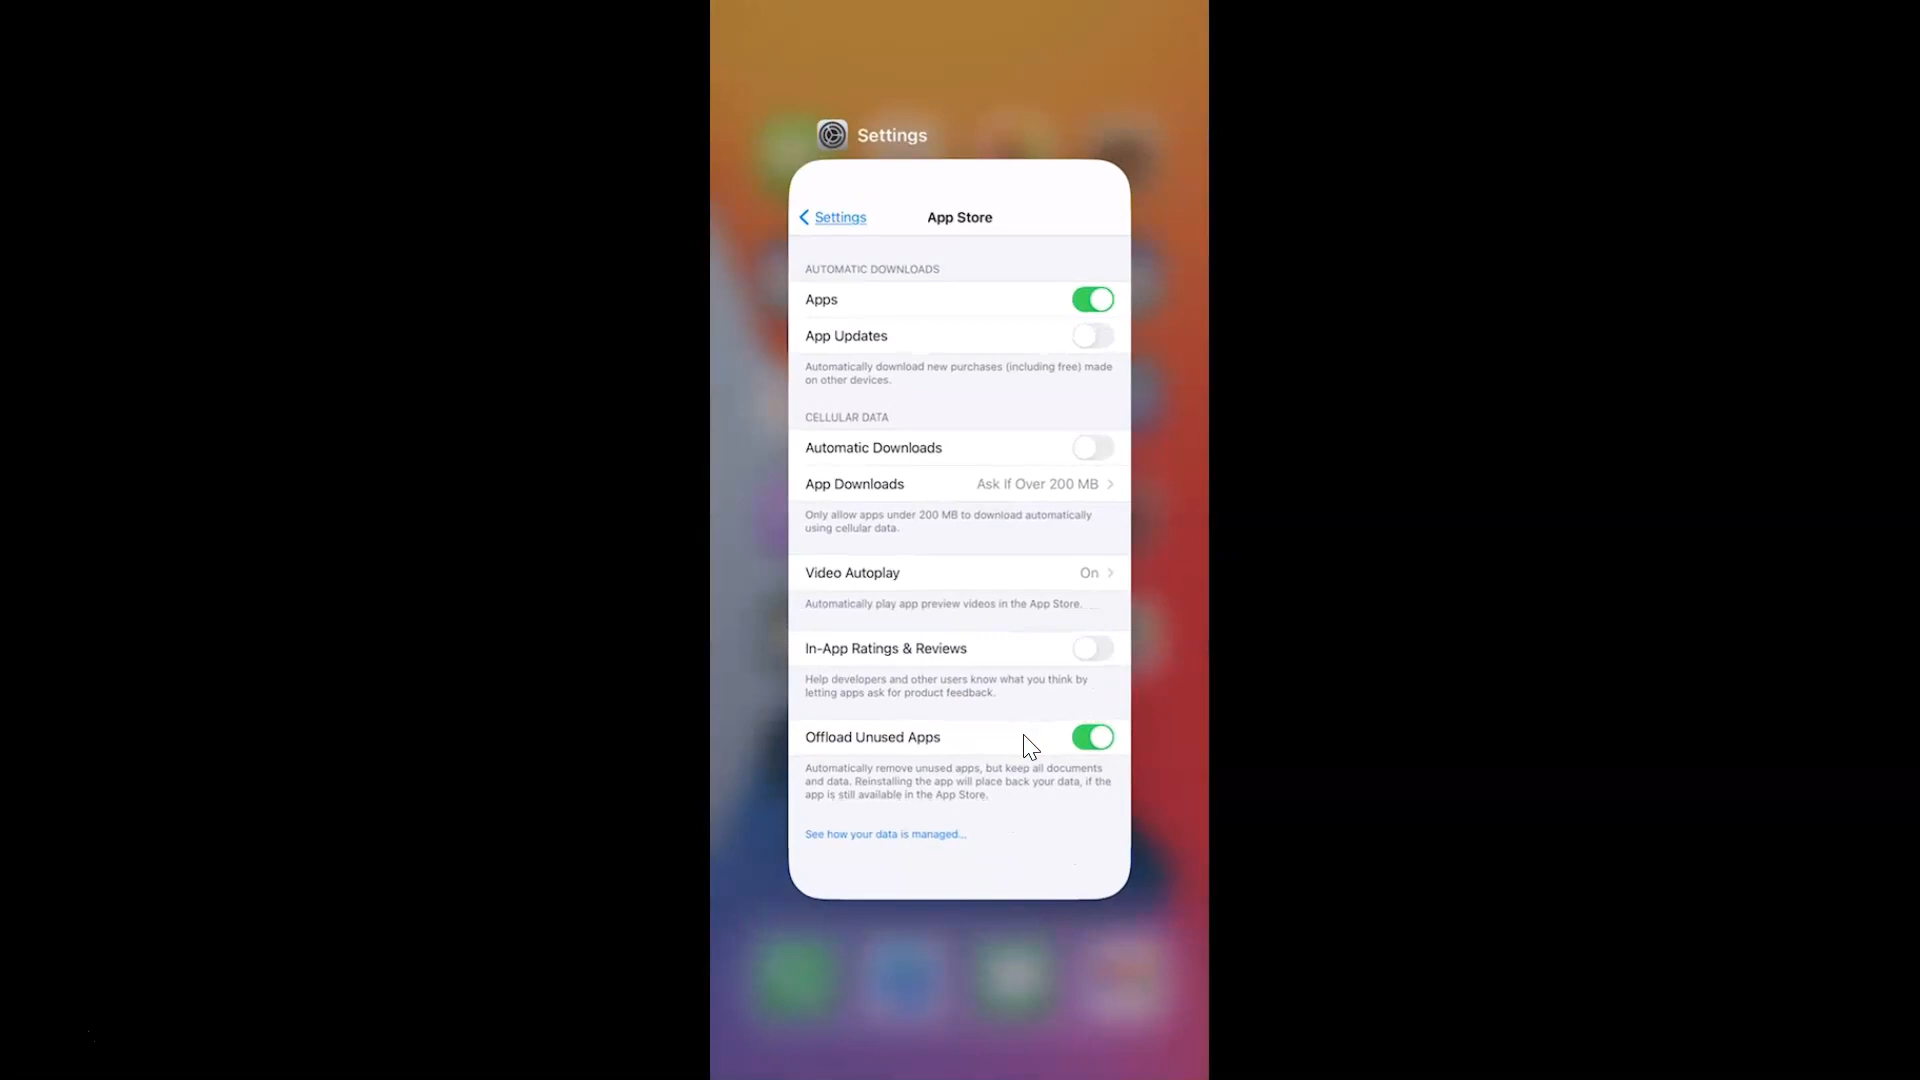 Settings
Settings
App Store
AUTOMATIC DOWNLOADS
Apps
App Updates
Automatically download new purchases (including free) made
on other devices.
CELLULAR DATA
Automatic Downloads
App Downloads Ask If Over 200 MB
Only allow apps under 200 MB to download automatically
using cellular data.
Video Autoplay On
Automatically play app preview videos in the App Store.
In-App Ratings & Reviews
Help developers and other users know what you think by
letting apps ask for product feedback.
Offload Unused Apps
Automatically remove unused apps, but keep all documents
and data. Reinstalling the app will place back your data, if the
app is still available in the App Store.
See how your data is managed...